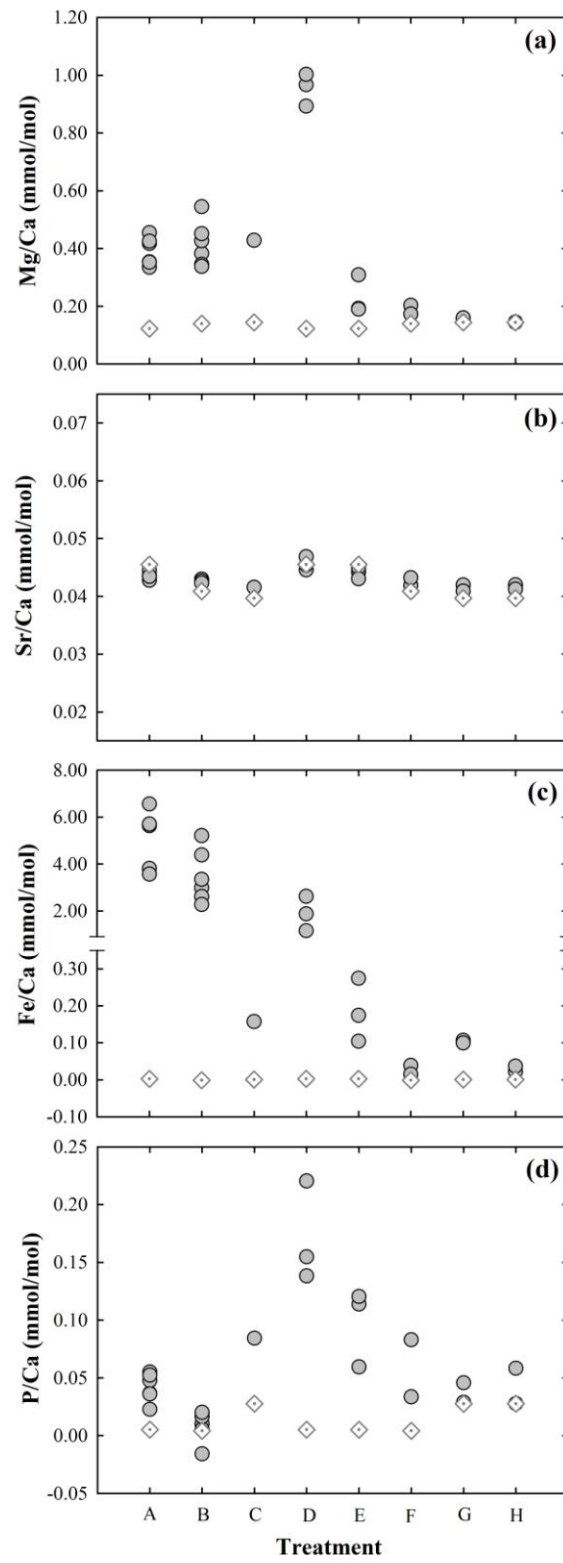 (a)
Mg/Ca (mmol/mol)
1.20
1.00
0.80
0.60
0.40
0.20
0.00
(b)
Sr/Ca (mmol/mol)
0.07
0.06
0.05
0.04
0.03
0.02
(c)
Fe/Ca (mmol/mol)
8.00
6.00
4.00
2.00
0.30
0.20
0.10
0.00
-0.10
(d)
P/Ca (mmol/mol)
0.25
0.20
0.15
0.10
0.05
0.00
-0.05
A B C D E F G H
Treatment